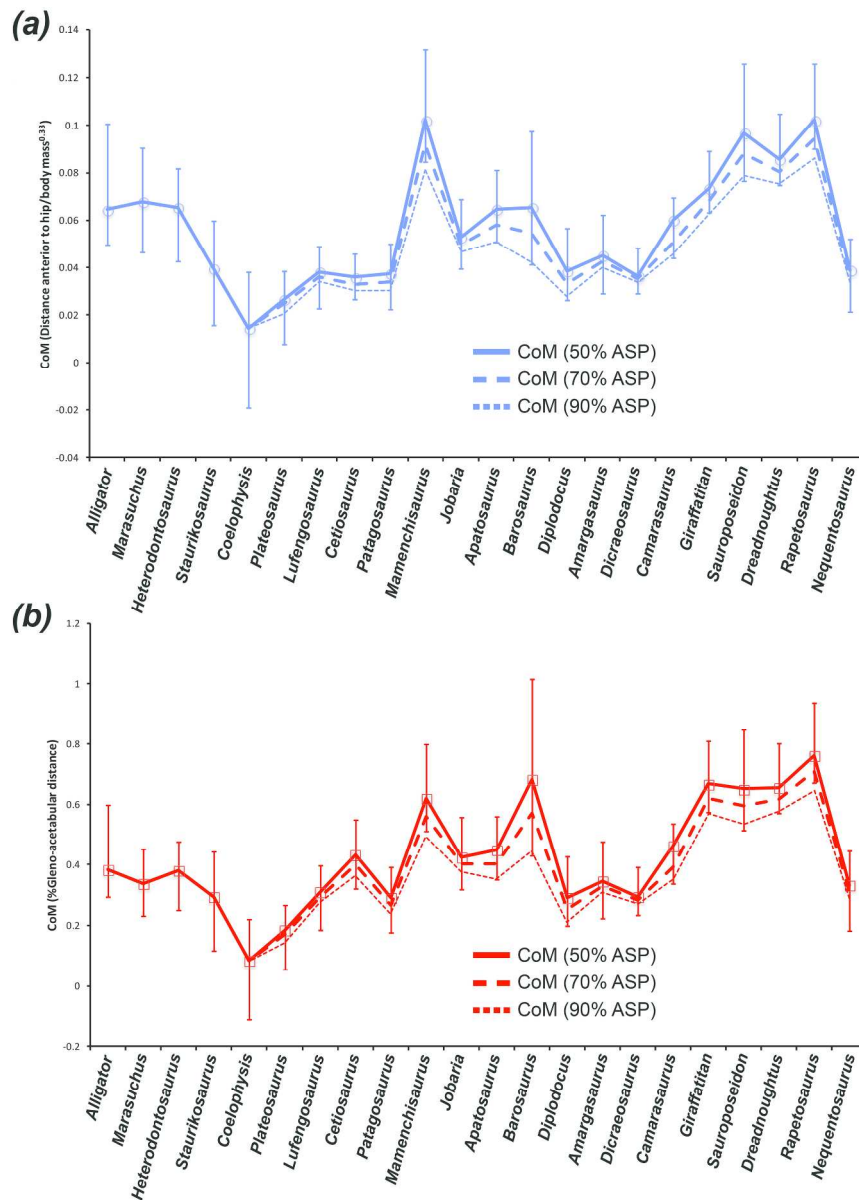 (a)
0.14
0.12
0.1
0.08
0.06
0.04
0.02
0
-0.02
-0.04
CoM (Distance anterior to hip/body mass0.33)
CoM (50% ASP)
CoM (70% ASP)
CoM (90% ASP)
Alligator
Marasuchus
Heterodontosaurus
Staurikosaurus
Coelophysis
Plateosaurus
Lufengosaurus
Cetiosaurus
Patagosaurus
Mamenchisaurus
Jobaria
Apatosaurus
Barosaurus
Diplodocus
Amargasaurus
Dicraeosaurus
Camarasaurus
Giraffatitan
Sauroposeidon
Dreadnoughtus
Rapetosaurus
Nequentosaurus
(b)
1.2
1
0.8
0.6
0.4
0.2
0
-0.2
CoM (%Gleno-acetabular distance)
CoM (50% ASP)
CoM (70% ASP)
CoM (90% ASP)
Alligator
Marasuchus
Heterodontosaurus
Staurikosaurus
Coelophysis
Plateosaurus
Lufengosaurus
Cetiosaurus
Patagosaurus
Mamenchisaurus
Jobaria
Apatosaurus
Barosaurus
Diplodocus
Amargasaurus
Dicraeosaurus
Camarasaurus
Giraffatitan
Sauroposeidon
Dreadnoughtus
Rapetosaurus
Nequentosaurus